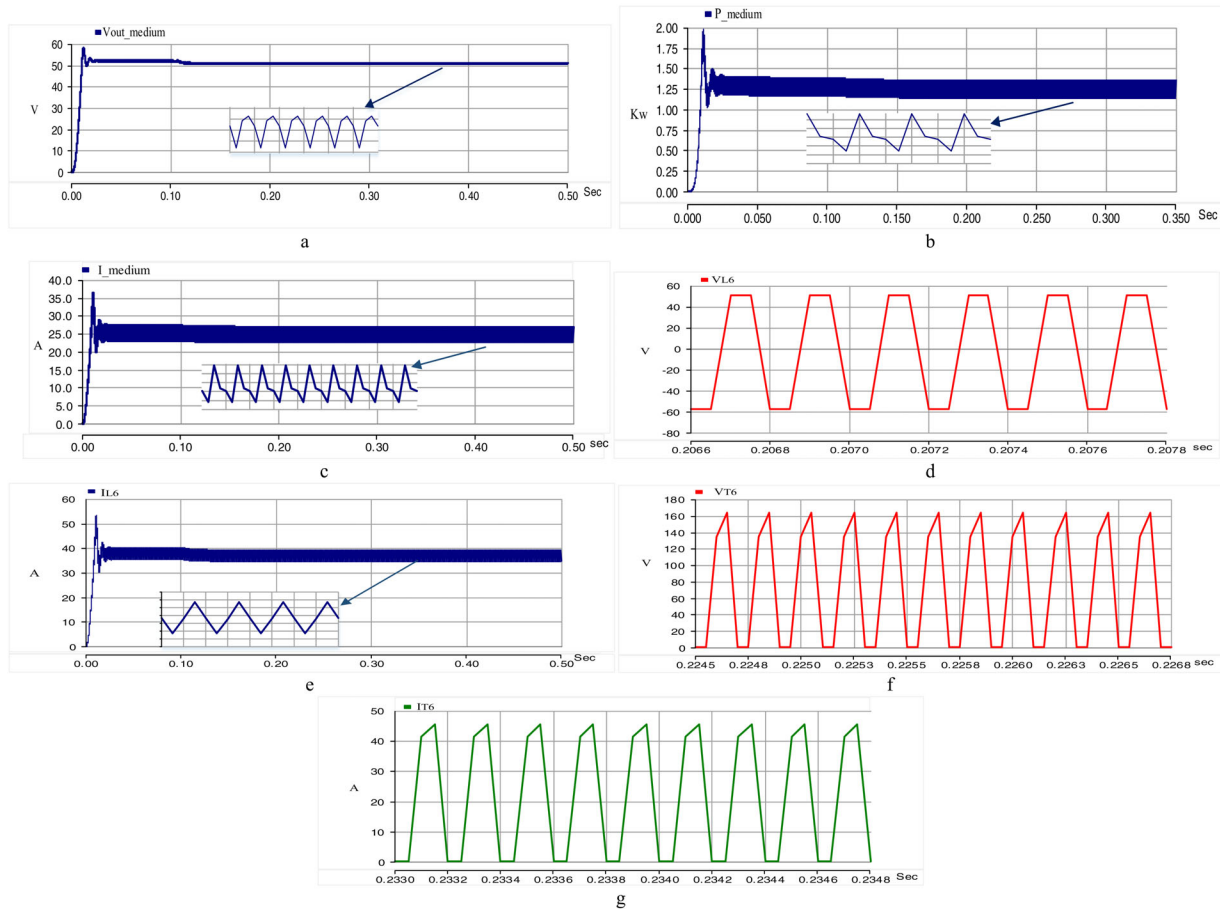 Vout_medium
60
50
40
V
30
20
10
0
0.00 0.10 0.20 0.30 0.40 0.50 Sec
a
P_medium
2.00
1.75
1.50
1.25
Kw
1.00
0.75
0.50
0.25
0.00
0.000 0.050 0.100 0.150 0.200 0.250 0.300 0.350 Sec
b
I_medium
40.0
35.0
30.0
25.0
A
20.0
15.0
10.0
5.0
0.0
0.00 0.10 0.20 0.30 0.40 0.50 sec
c
VL6
60
40
20
V
0
-20
-40
-60
-80
0.2066 0.2068 0.2070 0.2072 0.2074 0.2076 0.2078 sec
d
IL6
60
50
40
30
A
20
10
0
0.00 0.10 0.20 0.30 0.40 0.50 Sec
e
VT6
180
160
140
120
V
100
80
60
40
20
0
0.2245 0.2248 0.2250 0.2253 0.2255 0.2258 0.2260 0.2263 0.2265 0.2268 sec
f
IT6
50
40
30
A
20
10
0
0.2330 0.2332 0.2334 0.2336 0.2338 0.2340 0.2342 0.2344 0.2346 0.2348 Sec
g